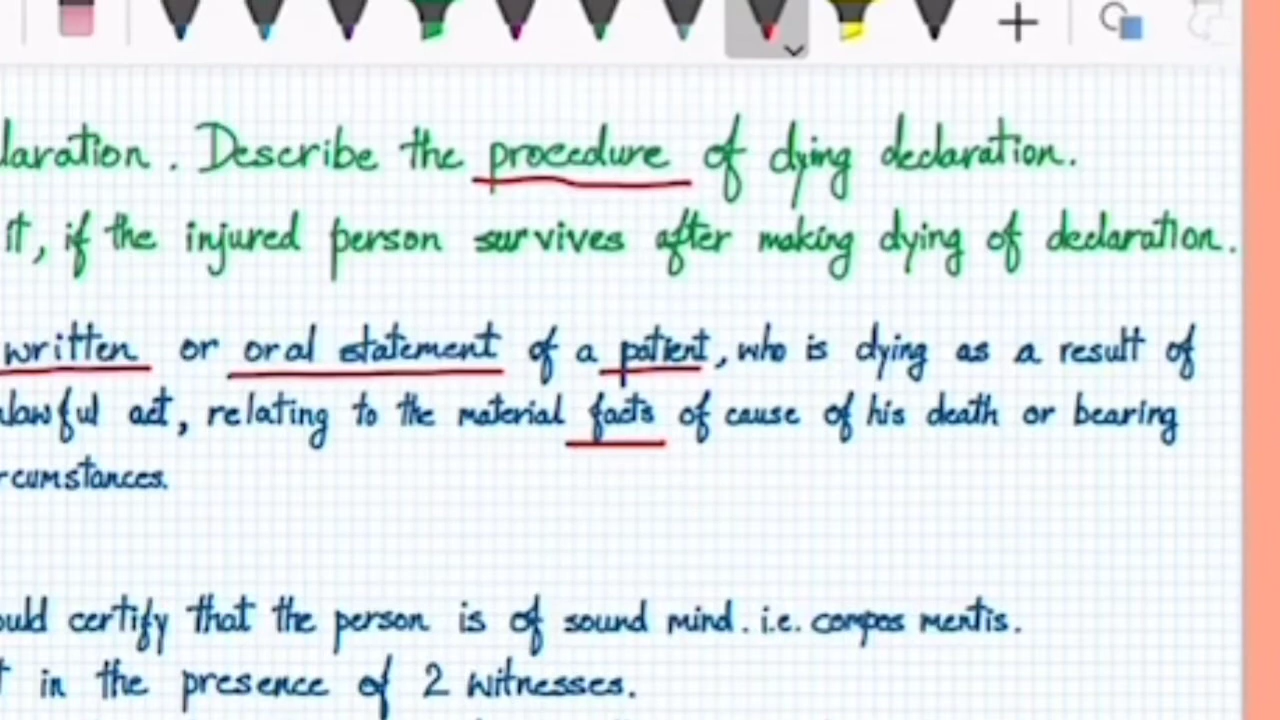 laration. Describe the procedure of dying declaration.
it, if the injured person survives after making dying of declaration.
written or oral statement of a patient, who is dying as a result of
lawful act, relating to the material facts of cause of his death or bearing
rcumstances.
ould certify that the person is of sound mind. i.e. compos mentis.
t in the presence of 2 witnesses.